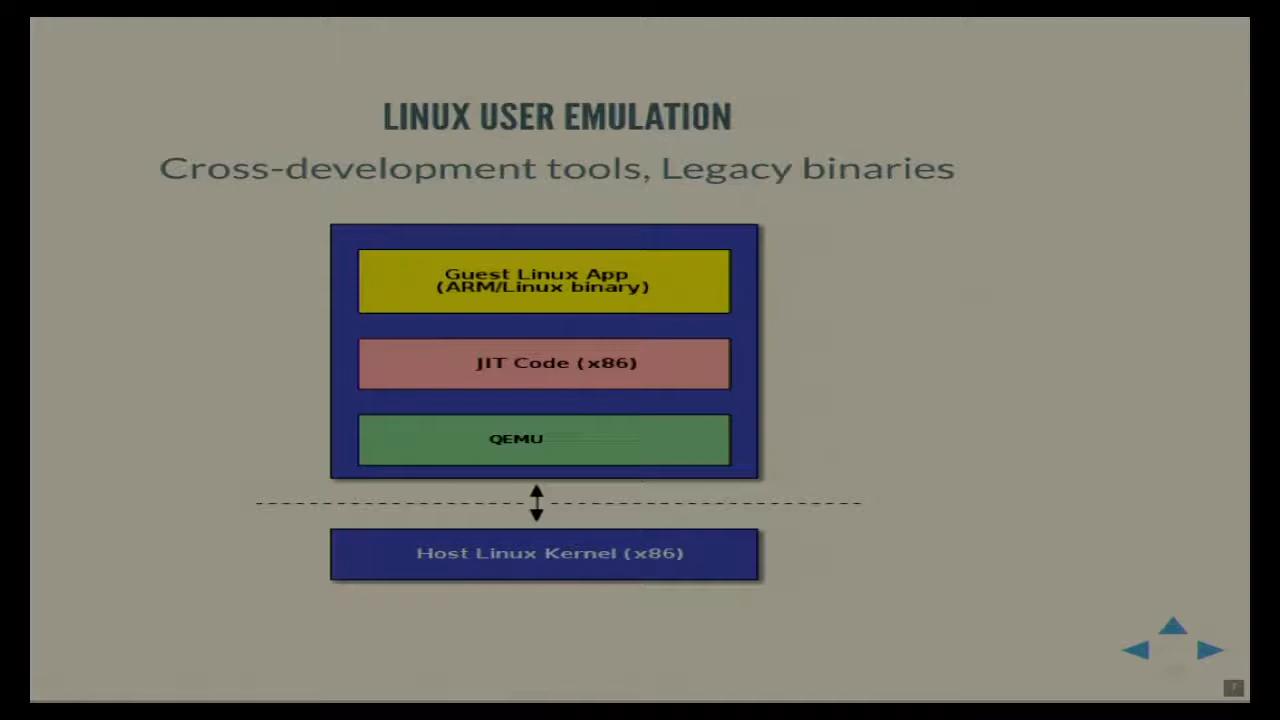 LINUX USER EMULATION
Cross-development tools, Legacy binaries
Guest Linux App
(ARM/Linux binary)
JIT Code (x86)
QEMU
Host Linux Kernel (x86)